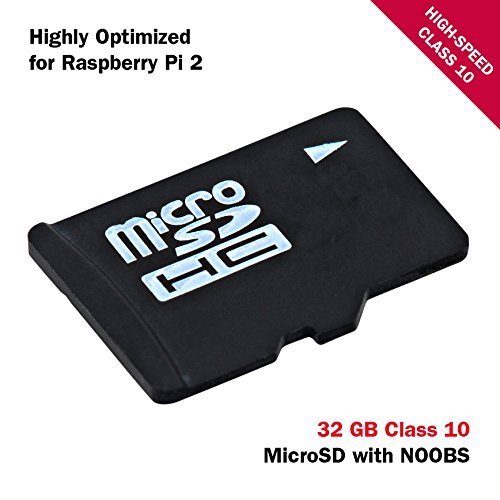 Highly Optimized
for Raspberry Pi 2
HIGH-SPEED
CLASS 10
micro
SD
HC
32 GB Class 10
MicroSD with NOOBS